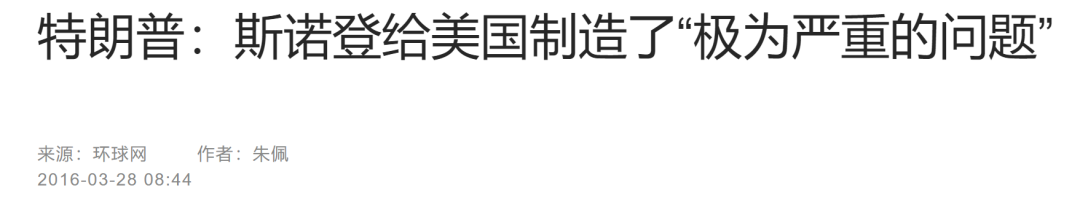 特朗普：斯诺登给美国制造了“极为严重的问题”
来源：环球网 作者：朱佩
2016-03-28 08:44